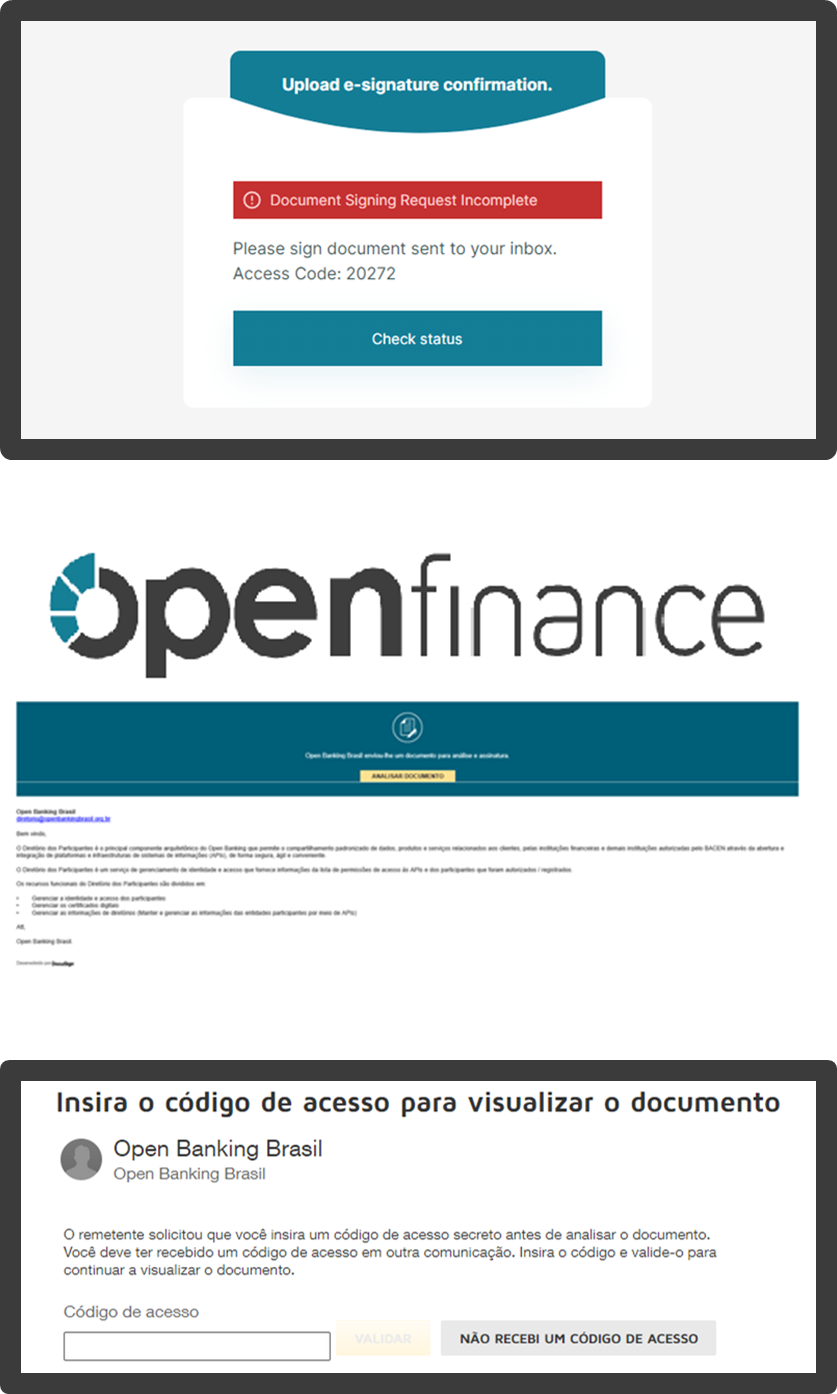 Upload e-signature confirmation.
Document Signing Request Incomplete
Please sign document sent to your inbox.
Access Code: 20272
Check status
openfinance
Open Banking Brasil enviou-lhe um documento para análise e assinatura.
ANALISAR DOCUMENTO
Open Banking Brasil
diretorio@openbankingbrasil.org.br
Bem vindo,
O Diretório dos Participantes é o principal componente arquitetônico do Open Banking que permite o compartilhamento padronizado de dados, produtos e serviços relacionados aos clientes, pelas instituições financeiras e demais instituições autorizadas pelo BACEN através da abertura e
integração de plataformas e infraestruturas de sistemas de informações (APIs), de forma segura, ágil e conveniente.
O Diretório dos Participantes é um serviço de gerenciamento de identidade e acesso que fornece informações da lista de permissões de acesso às APIs e dos participantes que foram autorizados / registrados.
Os recursos funcionais do Diretório dos Participantes são divididos em:
• Gerenciar a identidade e acesso dos participantes
• Gerenciar os certificados digitais
• Gerenciar as informações de diretórios (Manter e gerenciar as informações das entidades participantes por meio de APIs)
Att,
Open Banking Brasil
Desenvolvido por DocuSign
Insira o código de acesso para visualizar o documento
Open Banking Brasil
Open Banking Brasil
O remetente solicitou que você insira um código de acesso secreto antes de analisar o documento.
Você deve ter recebido um código de acesso em outra comunicação. Insira o código e valide-o para
continuar a visualizar o documento.
Código de acesso
VALIDAR
NÃO RECEBI UM CÓDIGO DE ACESSO